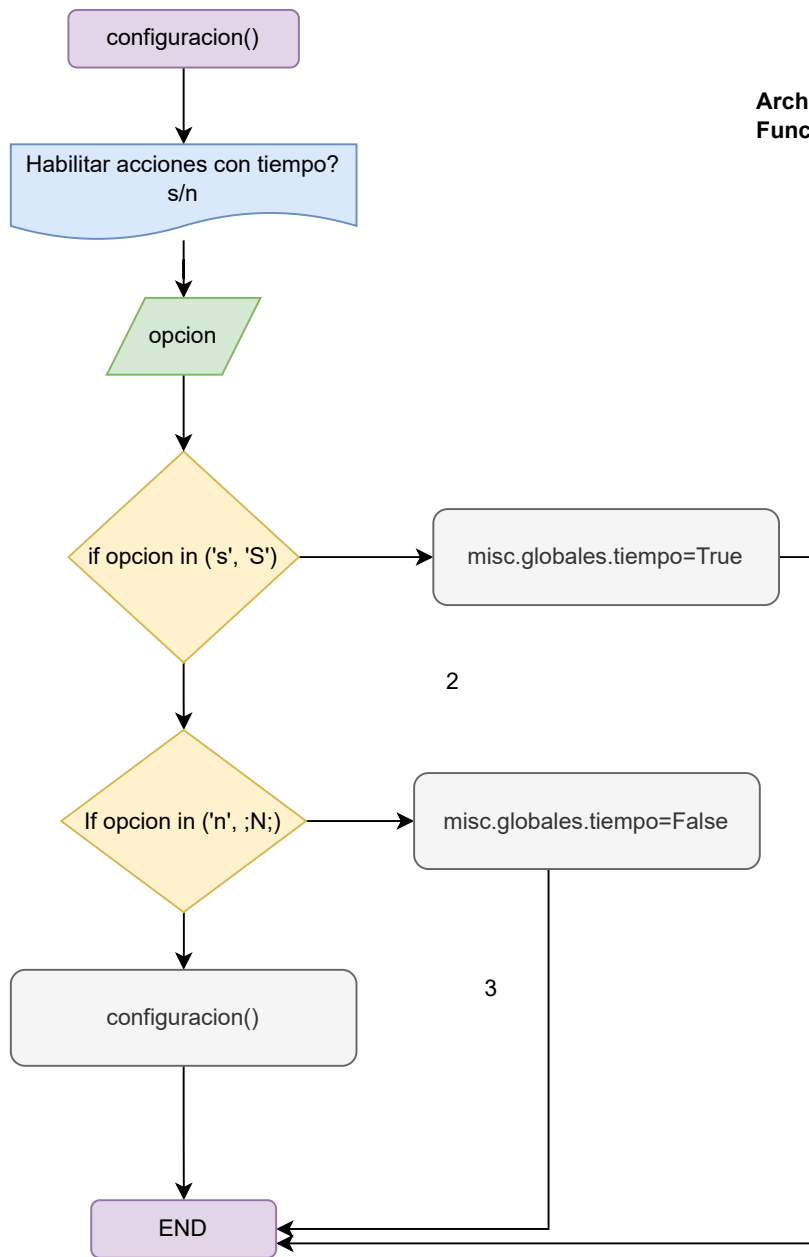 configuracion()
Arch
Func
Habilitar acciones con tiempo?
s/n
opcion
if opcion in ('s', 'S')
misc.globales.tiempo=True
2
If opcion in ('n', ;N;)
misc.globales.tiempo=False
3
configuracion()
END